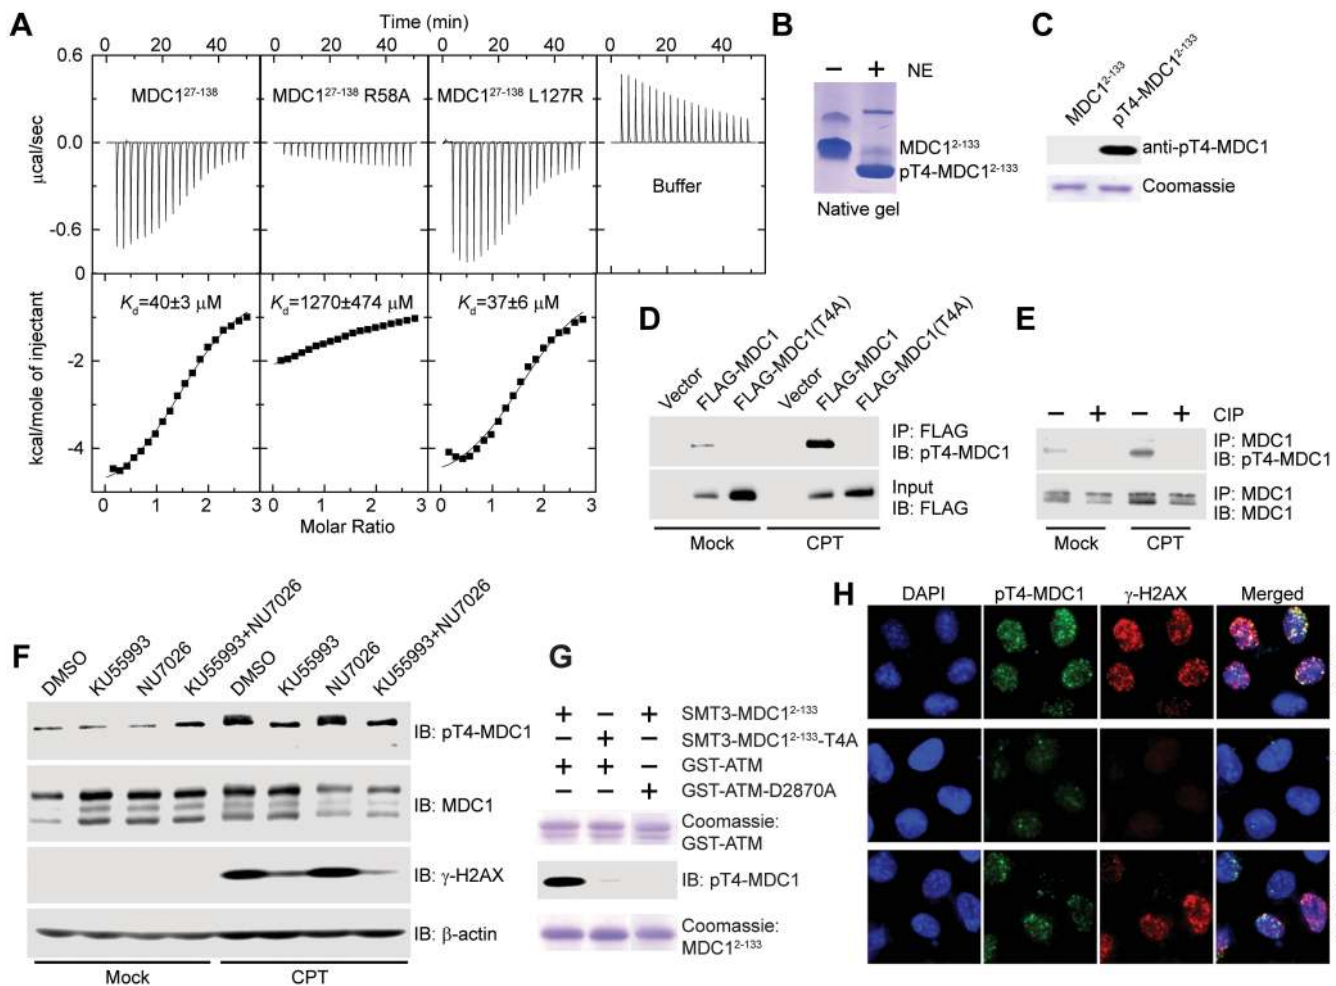 A
Time (min)
0 20 40 0 20 40 0 20 40 0 20 40
0.6
0.0
-0.6
μcal/sec
MDC1²⁷⁻¹³⁸
MDC1²⁷⁻¹³⁸ R58A
MDC1²⁷⁻¹³⁸ L127R
Buffer
0
-2
-4
kcal/mole of injectant
K_d=40±3 μM
K_d=1270±474 μM
K_d=37±6 μM
0 1 2 3 0 1 2 3
Molar Ratio
B
− + NE
MDC1²⁻¹³³
pT4-MDC1²⁻¹³³
Native gel
C
MDC1²⁻¹³³
pT4-MDC1²⁻¹³³
anti-pT4-MDC1
Coomassie
D
Vector
FLAG-MDC1
FLAG-MDC1(T4A)
Vector
FLAG-MDC1
FLAG-MDC1(T4A)
IP: FLAG
IB: pT4-MDC1
Input
IB: FLAG
Mock CPT
E
− + − + CIP
IP: MDC1
IB: pT4-MDC1
IP: MDC1
IB: MDC1
Mock CPT
F
DMSO
KU55993
NU7026
KU55993+NU7026
DMSO
KU55993
NU7026
KU55993+NU7026
IB: pT4-MDC1
IB: MDC1
IB: γ-H2AX
IB: β-actin
Mock CPT
G
+ − + SMT3-MDC1²⁻¹³³
− + − SMT3-MDC1²⁻¹³³-T4A
+ + − GST-ATM
− − + GST-ATM-D2870A
Coomassie:
GST-ATM
IB: pT4-MDC1
Coomassie:
MDC1²⁻¹³³
H
DAPI pT4-MDC1 γ-H2AX Merged